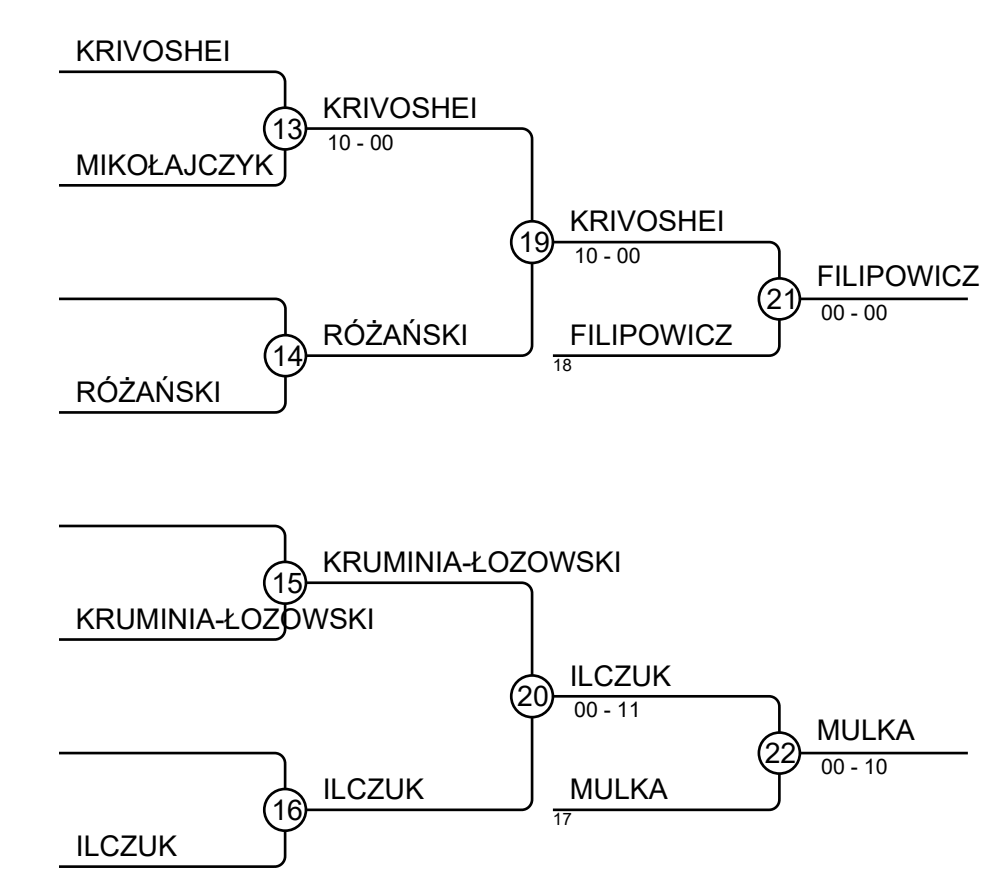 KRIVOSHEI
13
KRIVOSHEI
10 - 00
MIKOŁAJCZYK
19
KRIVOSHEI
10 - 00
21
FILIPOWICZ
00 - 00
14
RÓŻAŃSKI
FILIPOWICZ
18
RÓŻAŃSKI
15
KRUMINIA-ŁOZOWSKI
KRUMINIA-ŁOZOWSKI
20
ILCZUK
00 - 11
22
MULKA
00 - 10
16
ILCZUK
MULKA
17
ILCZUK